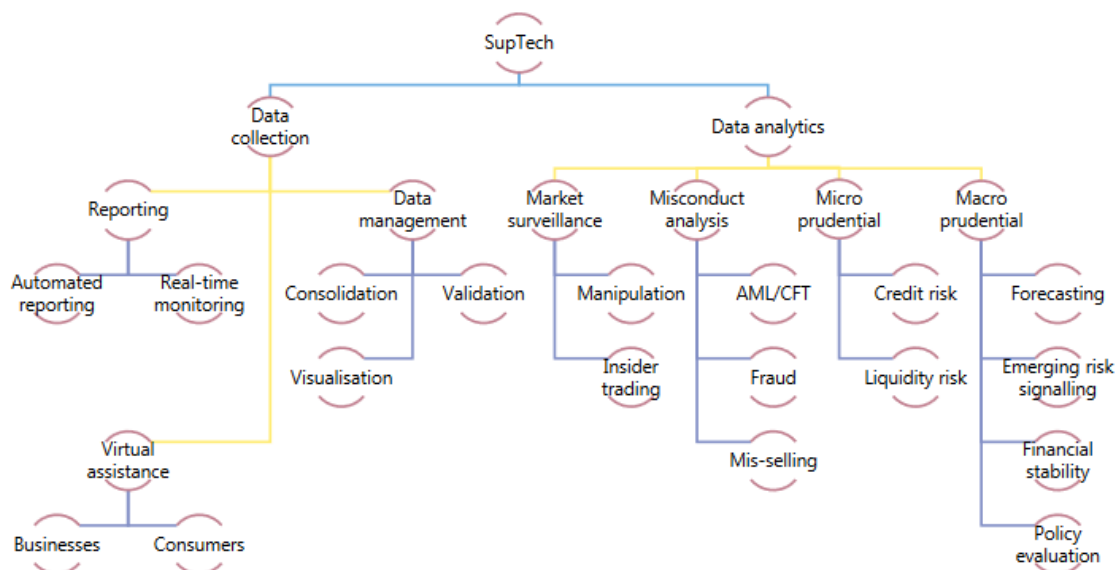 SupTech
Data
collection
Data analytics
Reporting
Data
management
Market
surveillance
Misconduct
analysis
Micro
prudential
Macro
prudential
Automated
reporting
Real-time
monitoring
Consolidation
Validation
Manipulation
AML/CFT
Credit risk
Forecasting
Visualisation
Insider
trading
Fraud
Liquidity risk
Emerging risk
signalling
Virtual
assistance
Mis-selling
Financial
stability
Businesses
Consumers
Policy
evaluation